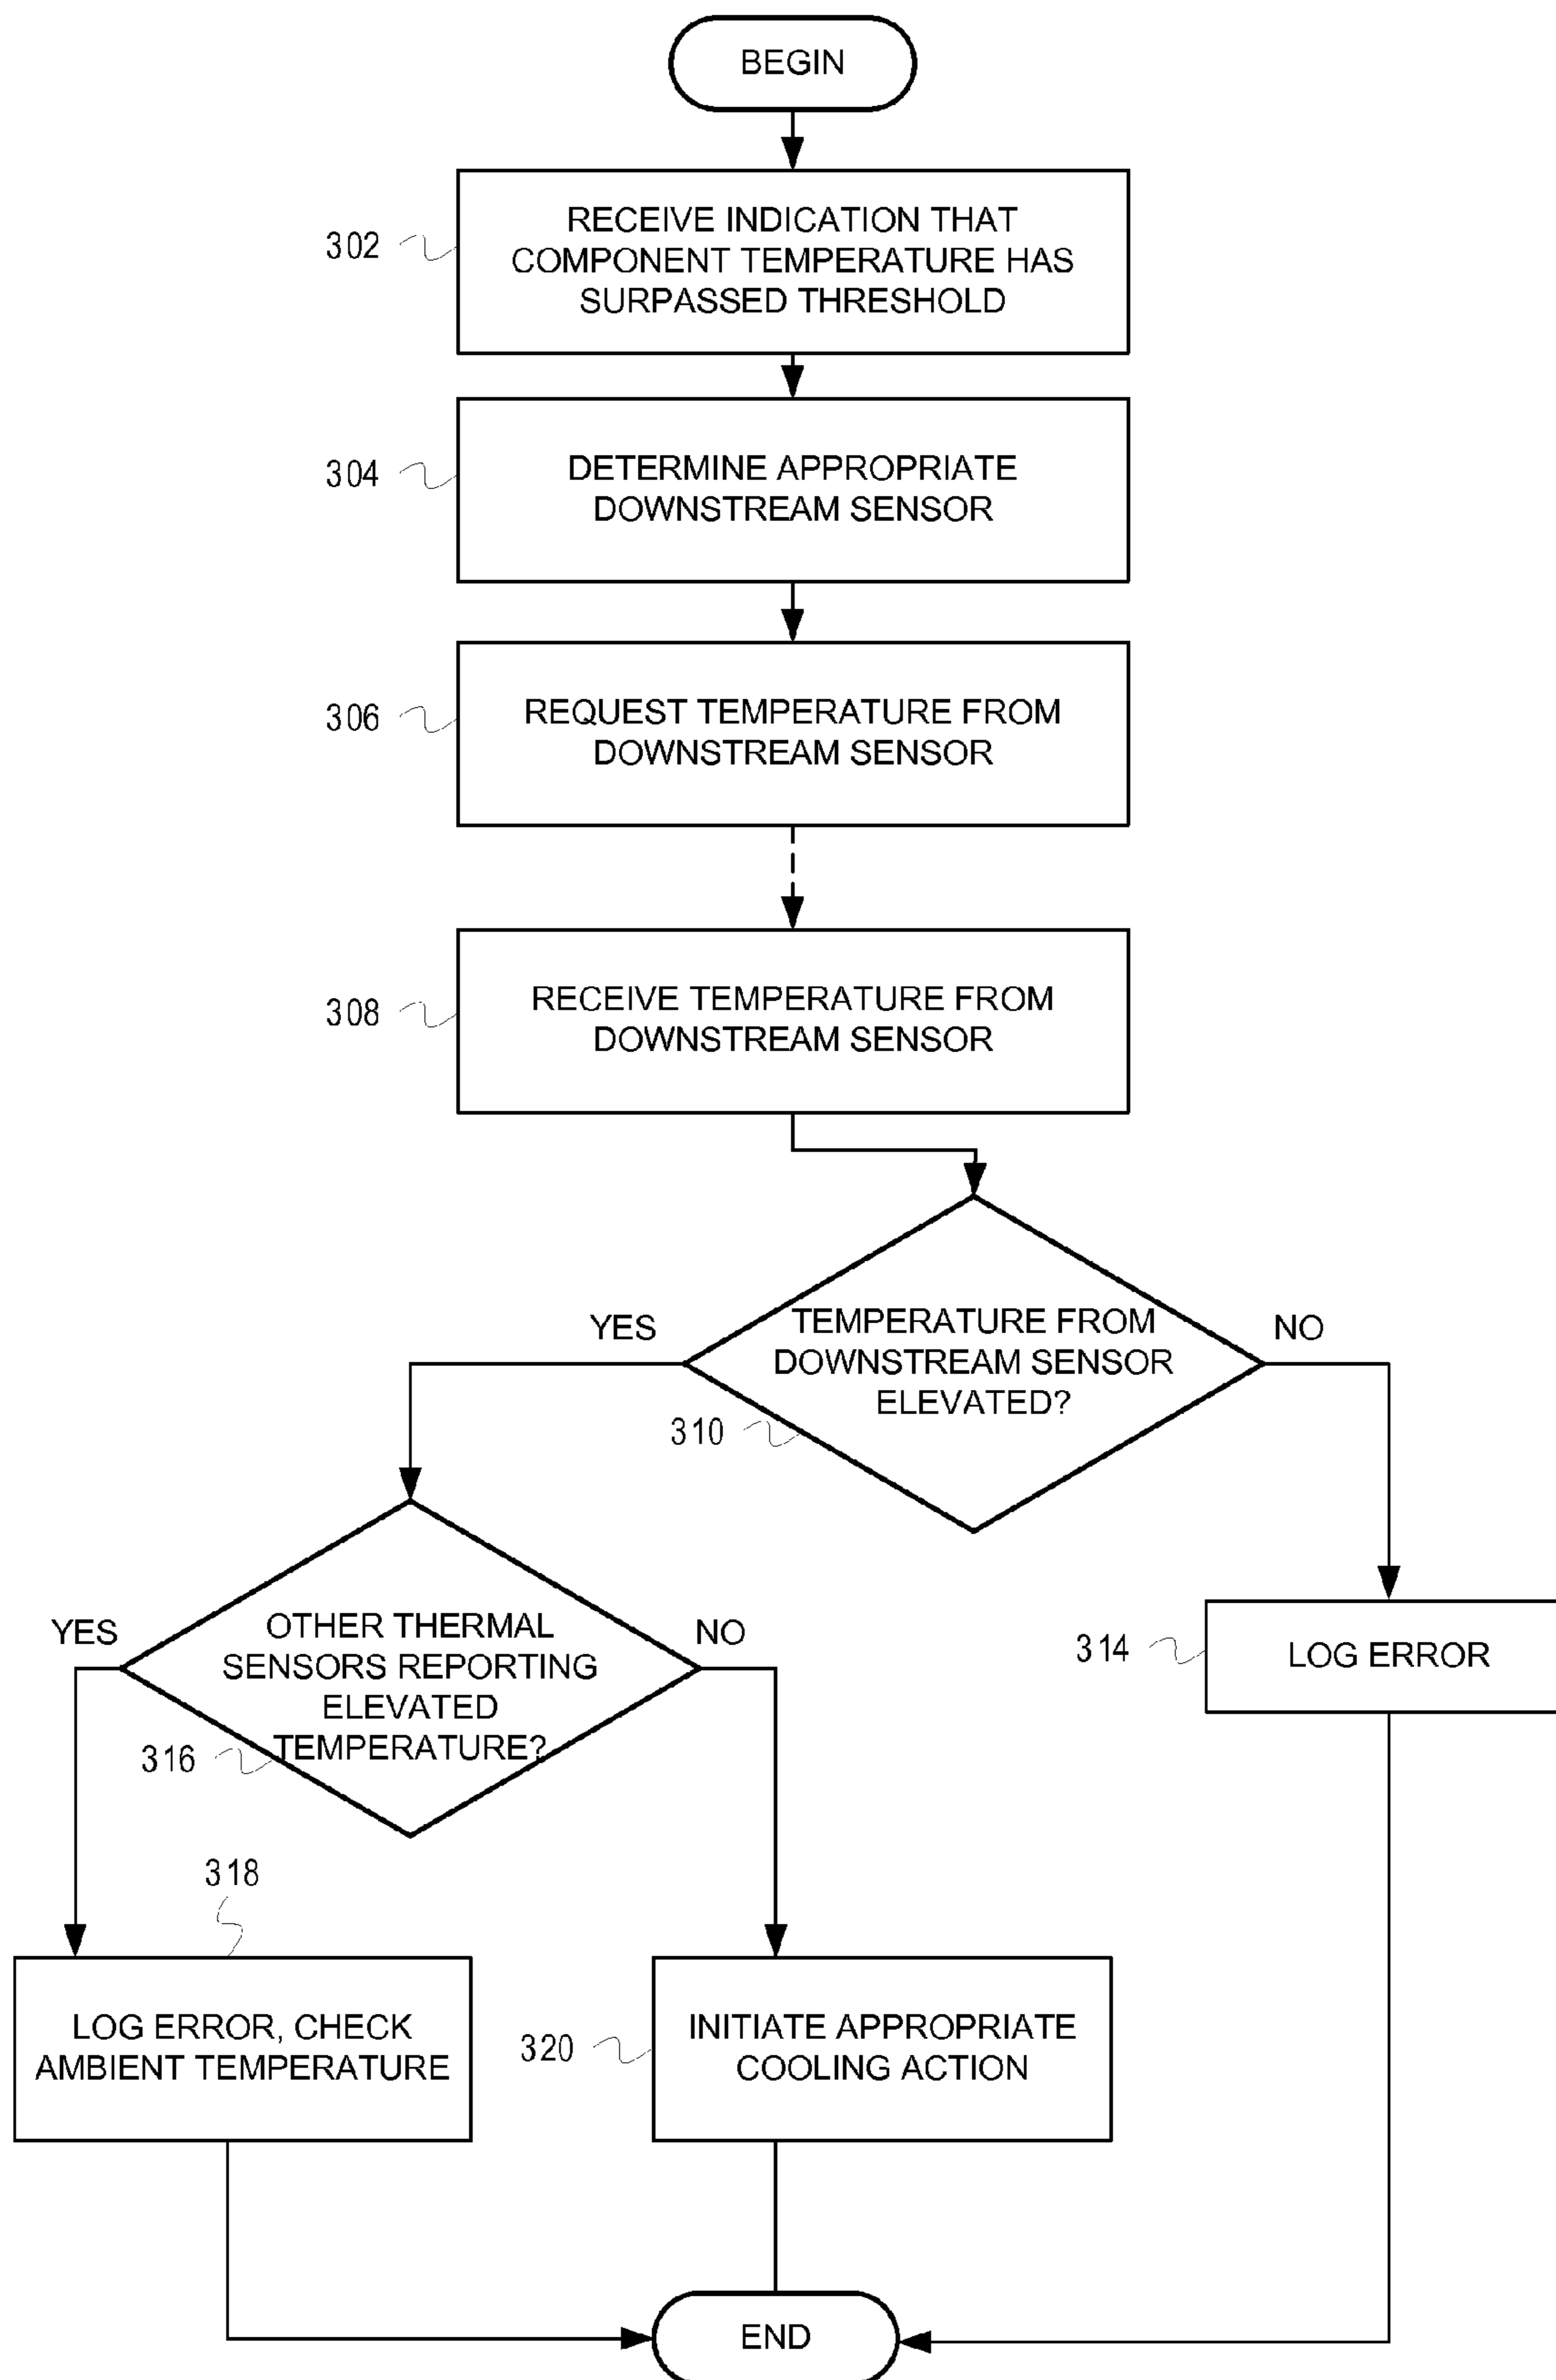 BEGIN
302
RECEIVE INDICATION THAT
COMPONENT TEMPERATURE HAS
SURPASSED THRESHOLD
304
DETERMINE APPROPRIATE
DOWNSTREAM SENSOR
306
REQUEST TEMPERATURE FROM
DOWNSTREAM SENSOR
308
RECEIVE TEMPERATURE FROM
DOWNSTREAM SENSOR
YES
TEMPERATURE FROM
DOWNSTREAM SENSOR
ELEVATED?
NO
310
YES
OTHER THERMAL
SENSORS REPORTING
ELEVATED
TEMPERATURE?
NO
316
314
LOG ERROR
318
LOG ERROR, CHECK
AMBIENT TEMPERATURE
320
INITIATE APPROPRIATE
COOLING ACTION
END